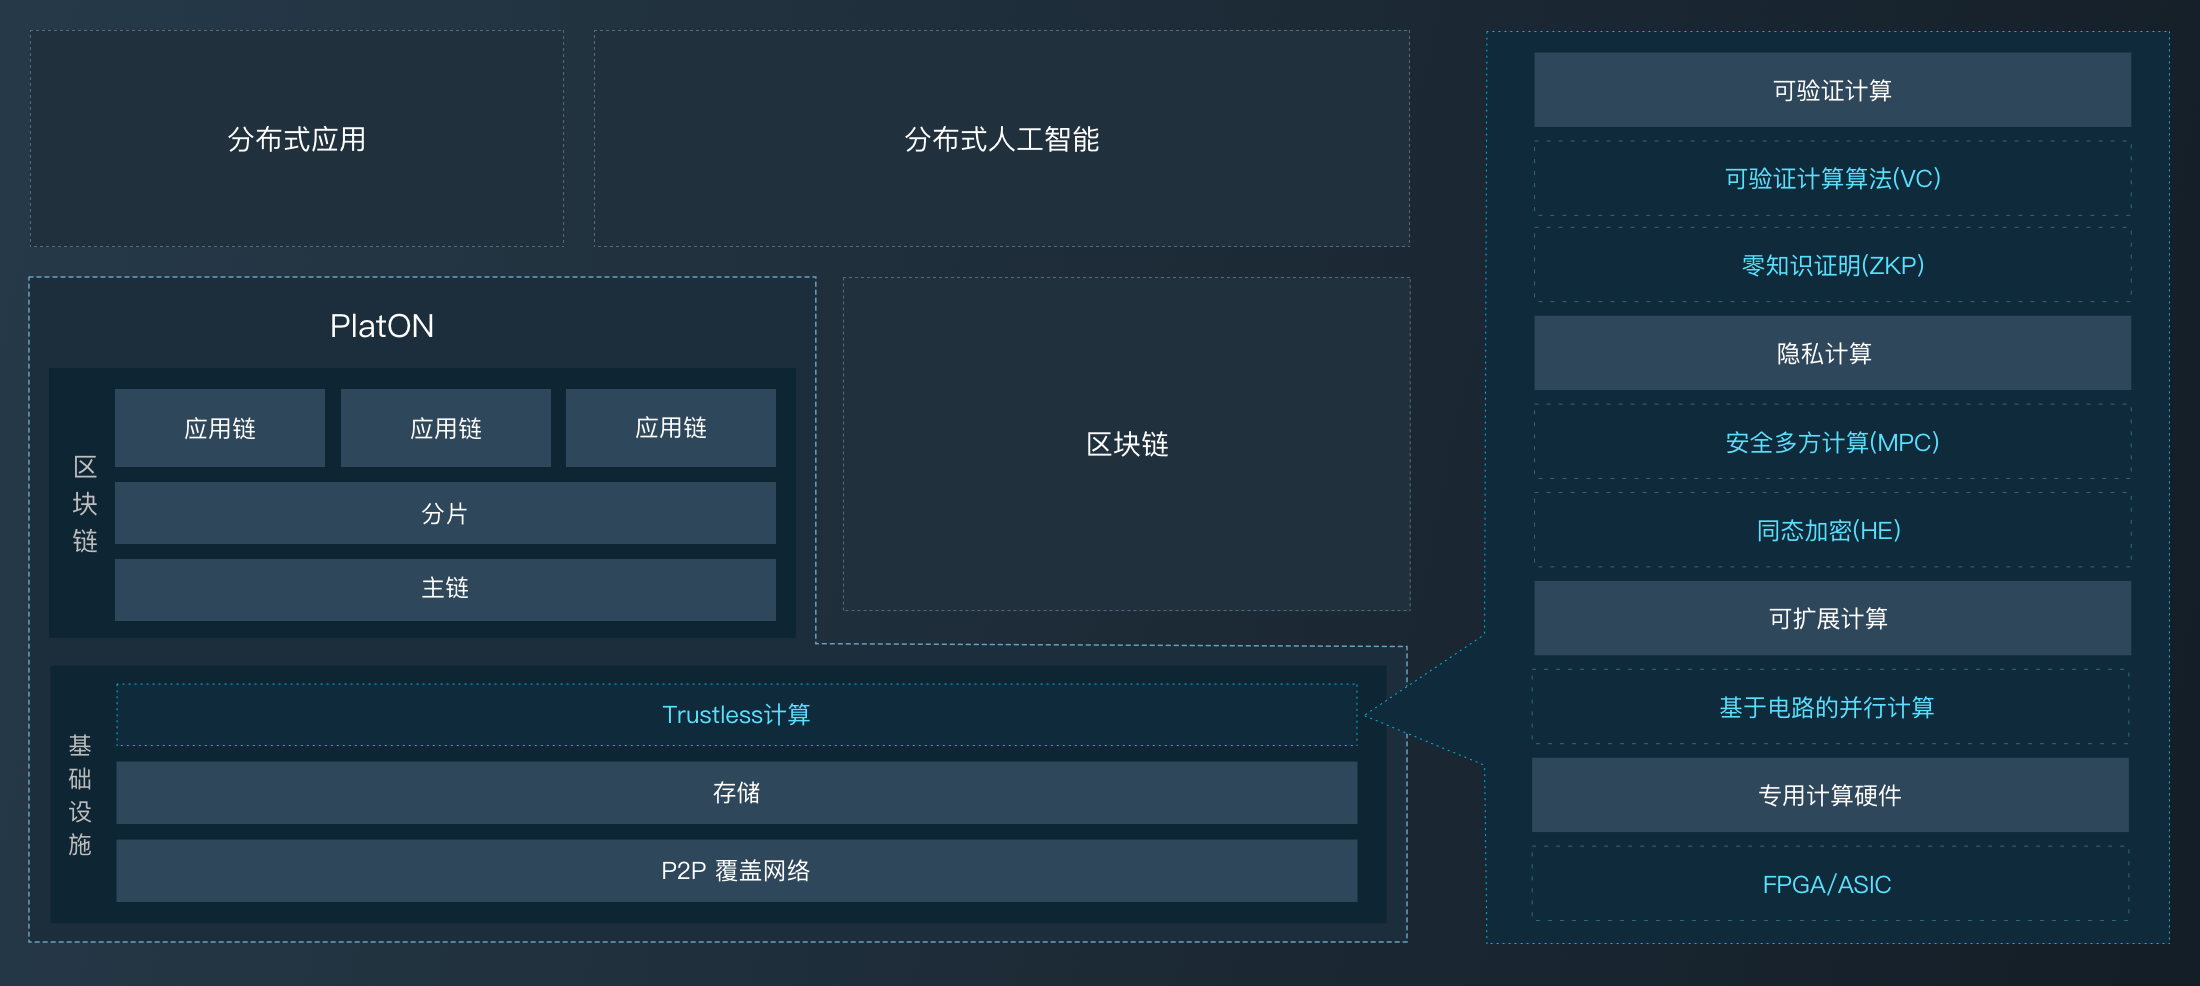 分布式应用
分布式人工智能
PlatON
区块链
应用链
应用链
应用链
分片
主链
区块链
基础设施
Trustless计算
存储
P2P 覆盖网络
可验证计算
可验证计算算法(VC)
零知识证明(ZKP)
隐私计算
安全多方计算(MPC)
同态加密(HE)
可扩展计算
基于电路的并行计算
专用计算硬件
FPGA/ASIC